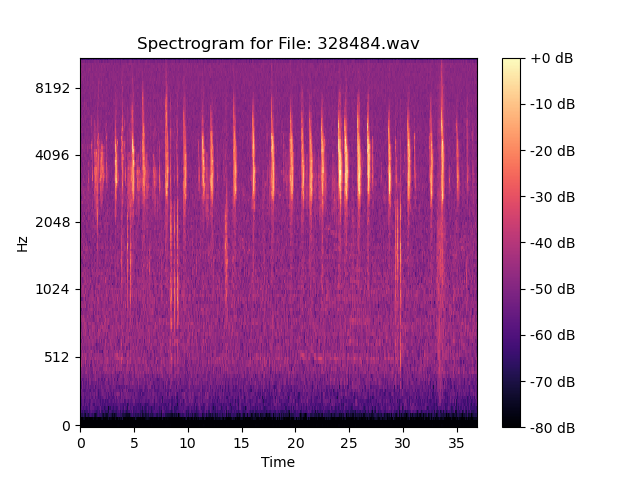 Spectrogram for File: 328484.wav
+0 dB
8192
-10 dB
4096
-20 dB
-30 dB
2048
Hz
-40 dB
1024
-50 dB
512
-60 dB
-70 dB
0
-80 dB
0 5 10 15 20 25 30 35
Time